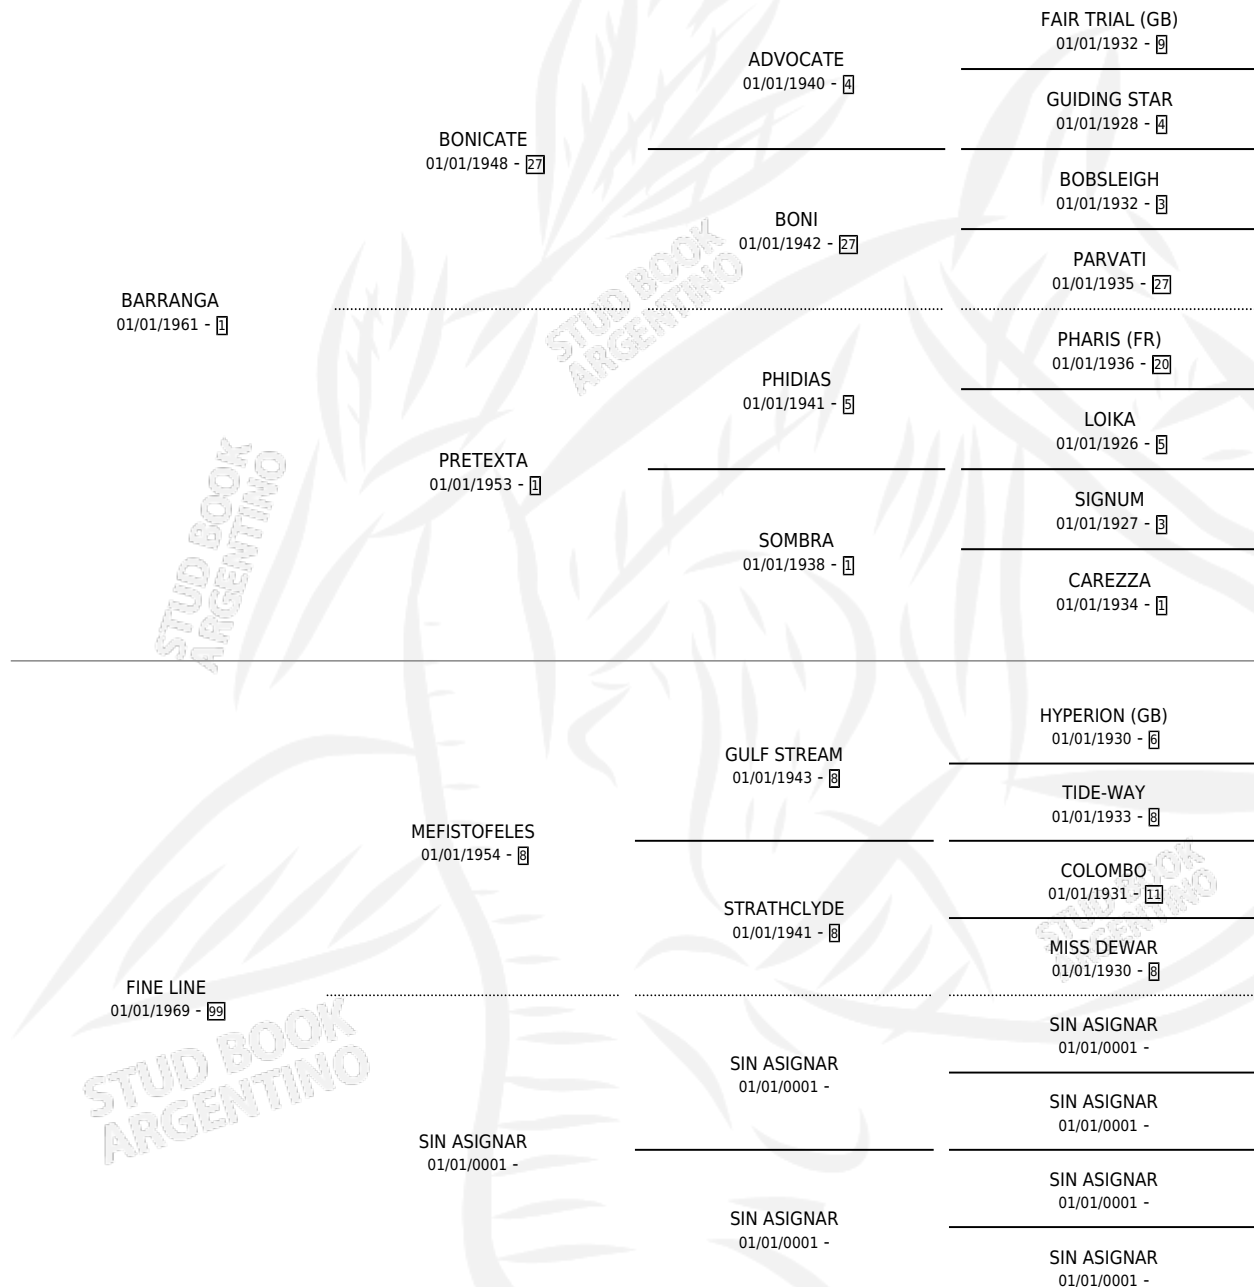 FAIR TRIAL (GB)
01/01/1932 - 9
ADVOCATE
01/01/1940 - 4
GUIDING STAR
01/01/1928 - 4
BONICATE
01/01/1948 - 27
BOBSLEIGH
01/01/1932 - 3
BONI
01/01/1942 - 27
PARVATI
01/01/1935 - 27
BARRANGA
01/01/1961 - 1
PHARIS (FR)
01/01/1936 - 20
PHIDIAS
01/01/1941 - 5
LOIKA
01/01/1926 - 5
PRETEXTA
01/01/1953 - 1
SIGNUM
01/01/1927 - 3
SOMBRA
01/01/1938 - 1
CAREZZA
01/01/1934 - 1
HYPERION (GB)
01/01/1930 - 6
GULF STREAM
01/01/1943 - 8
TIDE-WAY
01/01/1933 - 8
MEFISTOFELES
01/01/1954 - 8
COLOMBO
01/01/1931 - 11
STRATHCLYDE
01/01/1941 - 8
MISS DEWAR
01/01/1930 - 8
FINE LINE
01/01/1969 - 99
SIN ASIGNAR
01/01/0001 -
SIN ASIGNAR
01/01/0001 -
SIN ASIGNAR
01/01/0001 -
SIN ASIGNAR
01/01/0001 -
SIN ASIGNAR
01/01/0001 -
SIN ASIGNAR
01/01/0001 -
SIN ASIGNAR
01/01/0001 -
STUD BOOK
ARGENTINO
STUD BOOK
ARGENTINO
STUD BOOK
ARGENTINO
STUD BOOK
ARGENTINO